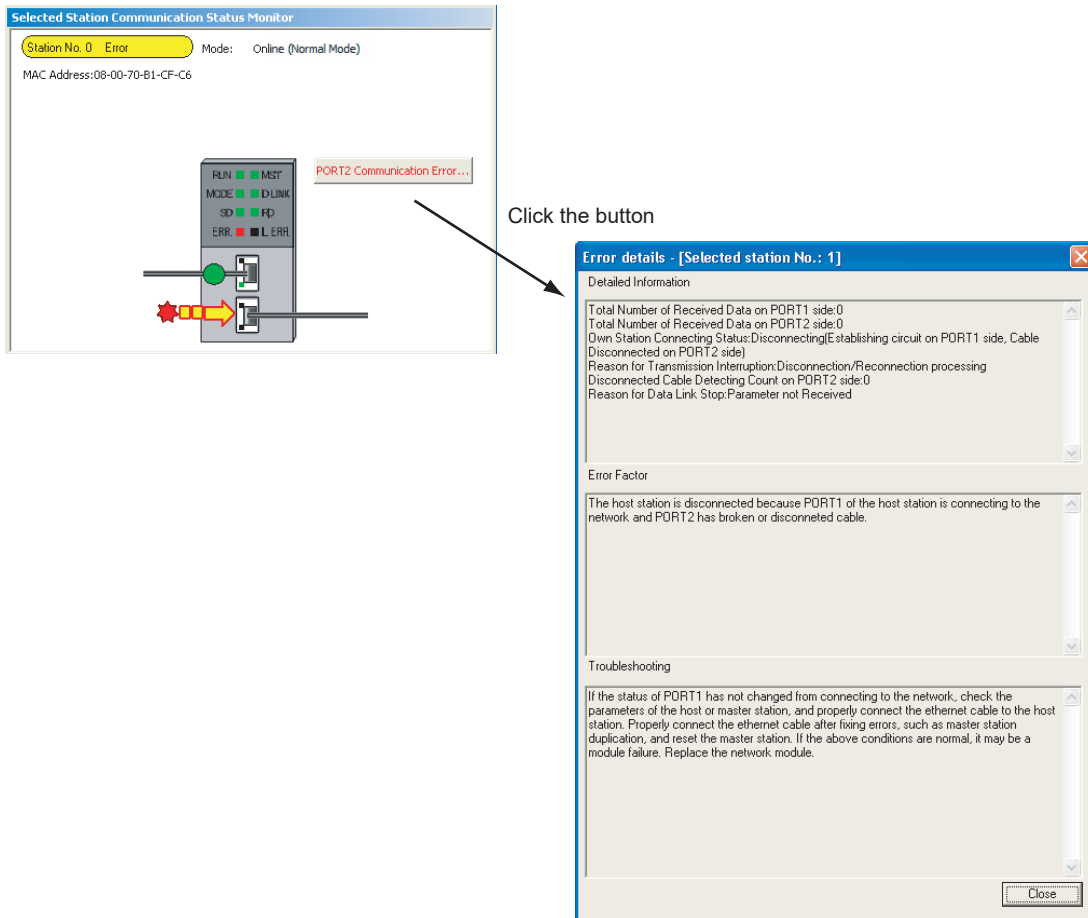 Selected Station Communication Status Monitor
Station No. 0 Error
Mode: Online (Normal Mode)
MAC Address:08-00-70-B1-CF-C6
PORT2 Communication Error...
RUN MST
MODE D LINK
SD RD
ERR. L ERR.
Click the button
Error details - [Selected station No.: 1]
Detailed Information
Total Number of Received Data on PORT1 side:0
Total Number of Received Data on PORT2 side:0
Own Station Connecting Status:Disconnecting(Establishing circuit on PORT1 side, Cable
Disconnected on PORT2 side)
Reason for Transmission Interruption:Disconnection/Reconnection processing
Disconnected Cable Detecting Count on PORT2 side:0
Reason for Data Link Stop:Parameter not Received
Error Factor
The host station is disconnected because PORT1 of the host station is connecting to the
network and PORT2 has broken or disconneted cable.
Troubleshooting
If the status of PORT1 has not changed from connecting to the network, check the
parameters of the host or master station, and properly connect the ethernet cable to the host
station. Properly connect the ethernet cable after fixing errors, such as master station
duplication, and reset the master station. If the above conditions are normal, it may be a
module failure. Replace the network module.
Close